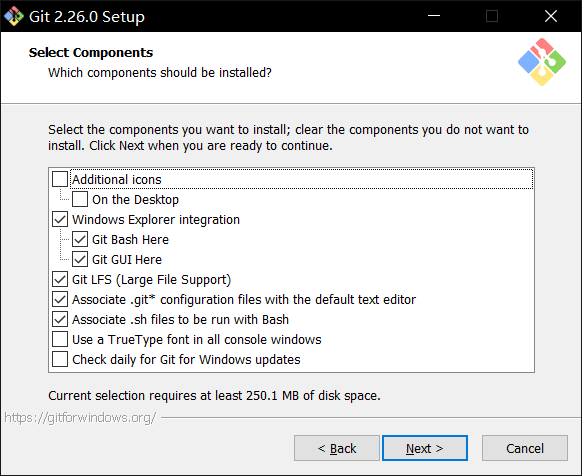 Git 2.26.0 Setup
Select Components
Which components should be installed?
Select the components you want to install; clear the components you do not want to
install. Click Next when you are ready to continue.
Additional icons
On the Desktop
Windows Explorer integration
Git Bash Here
Git GUI Here
Git LFS (Large File Support)
Associate .git* configuration files with the default text editor
Associate .sh files to be run with Bash
Use a TrueType font in all console windows
Check daily for Git for Windows updates
Current selection requires at least 250.1 MB of disk space.
https://gitforwindows.org/
< Back
Next >
Cancel